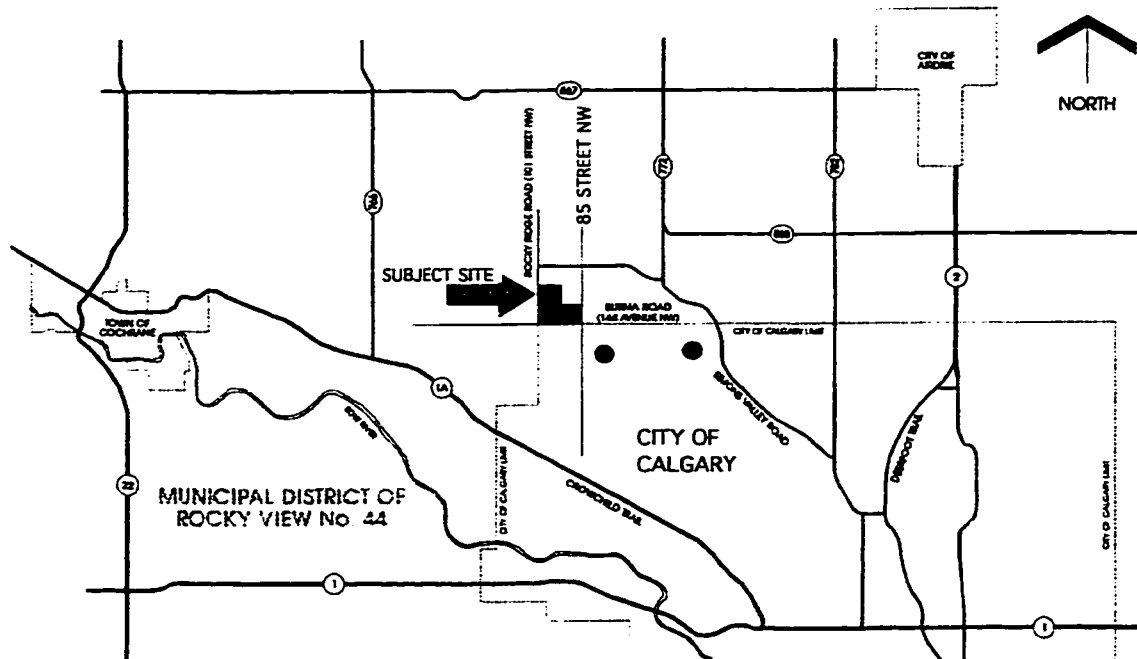 CITY OF
AIRDRIE
NORTH
567
ROCKY RIDGE ROAD (101 STREET NW)
85 STREET NW
772
782
766
566
2
SUBJECT SITE
BURMA ROAD
(144 AVENUE NW)
CITY OF CALGARY LIMIT
TOWN OF
COCHRANE
1A
BOW RIVER
SIMONS VALLEY ROAD
CITY OF
CALGARY
DEERFOOT TRAIL
CITY OF CALGARY LIMIT
CROWCHILD TRAIL
CITY OF CALGARY LIMIT
22
MUNICIPAL DISTRICT OF
ROCKY VIEW No. 44
1
1